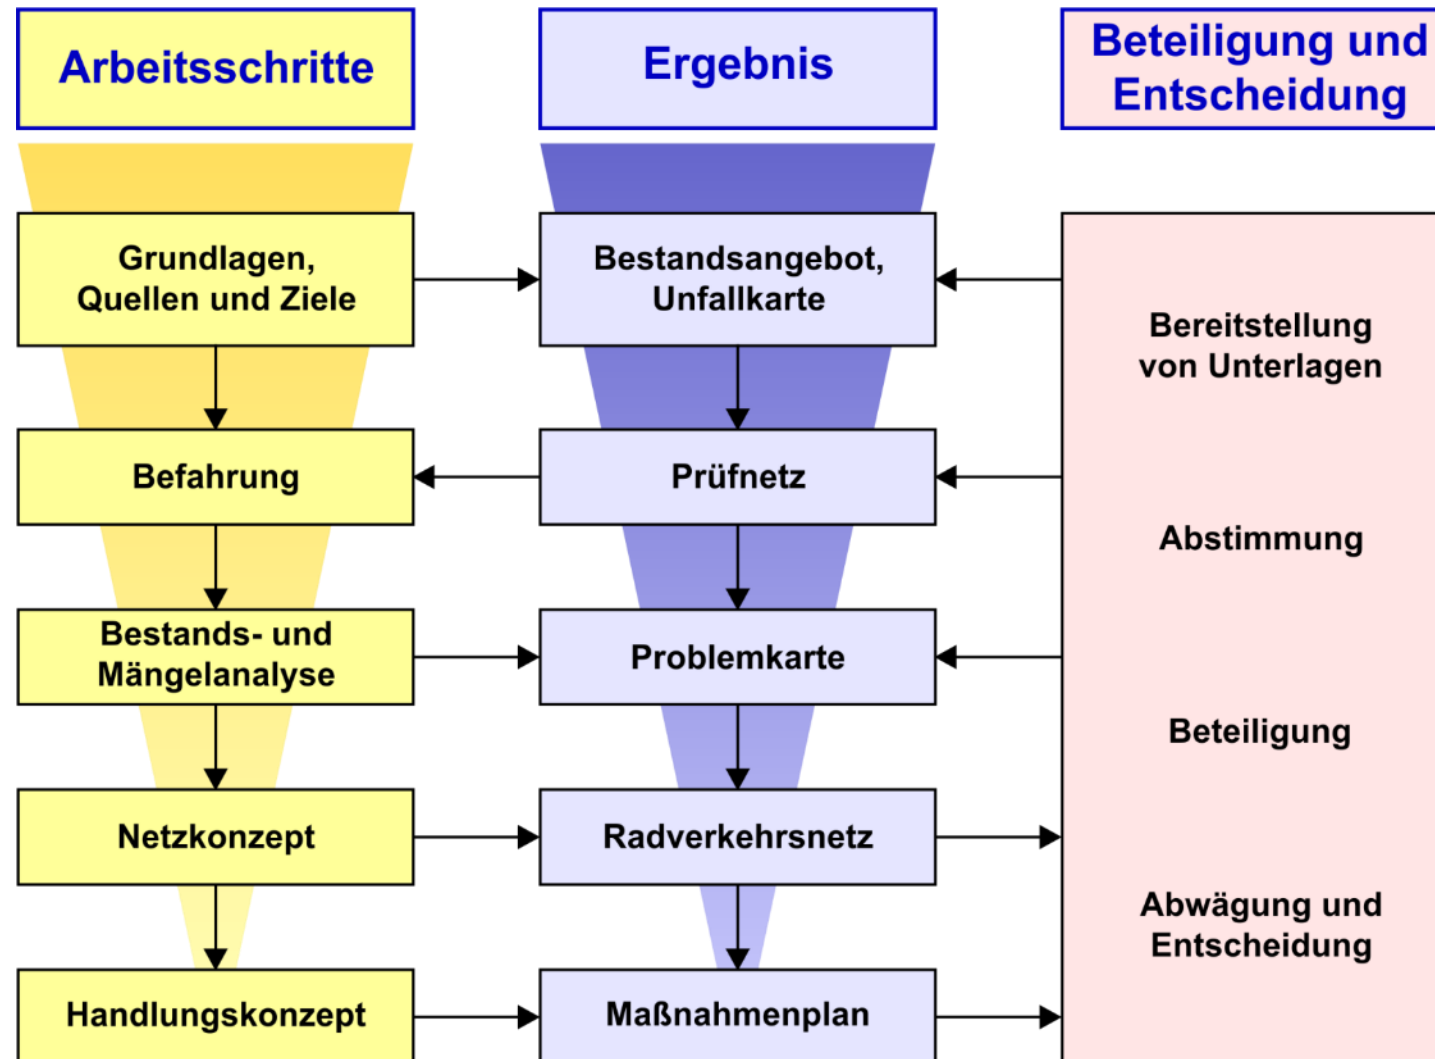 Arbeitsschritte
Ergebnis
Beteiligung und
Entscheidung
Grundlagen,
Quellen und Ziele
Bestandsangebot,
Unfallkarte
Bereitstellung
von Unterlagen
Befahrung
Prüfnetz
Abstimmung
Bestands- und
Mängelanalyse
Problemkarte
Beteiligung
Netzkonzept
Radverkehrsnetz
Abwägung und
Entscheidung
Handlungskonzept
Maßnahmenplan